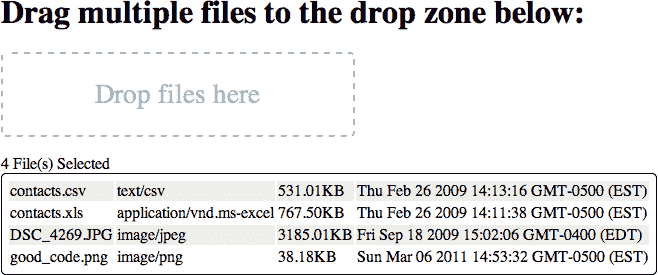 Drag multiple files to the drop zone below:
Drop files here
4 File(s) Selected
contacts.csv text/csv 531.01KB Thu Feb 26 2009 14:13:16 GMT-0500 (EST)
contacts.xls application/vnd.ms-excel 767.50KB Thu Feb 26 2009 14:11:38 GMT-0500 (EST)
DSC_4269.JPG image/jpeg 3185.01KB Fri Sep 18 2009 15:02:06 GMT-0400 (EDT)
good_code.png image/png 38.18KB Sun Mar 06 2011 14:53:32 GMT-0500 (EST)